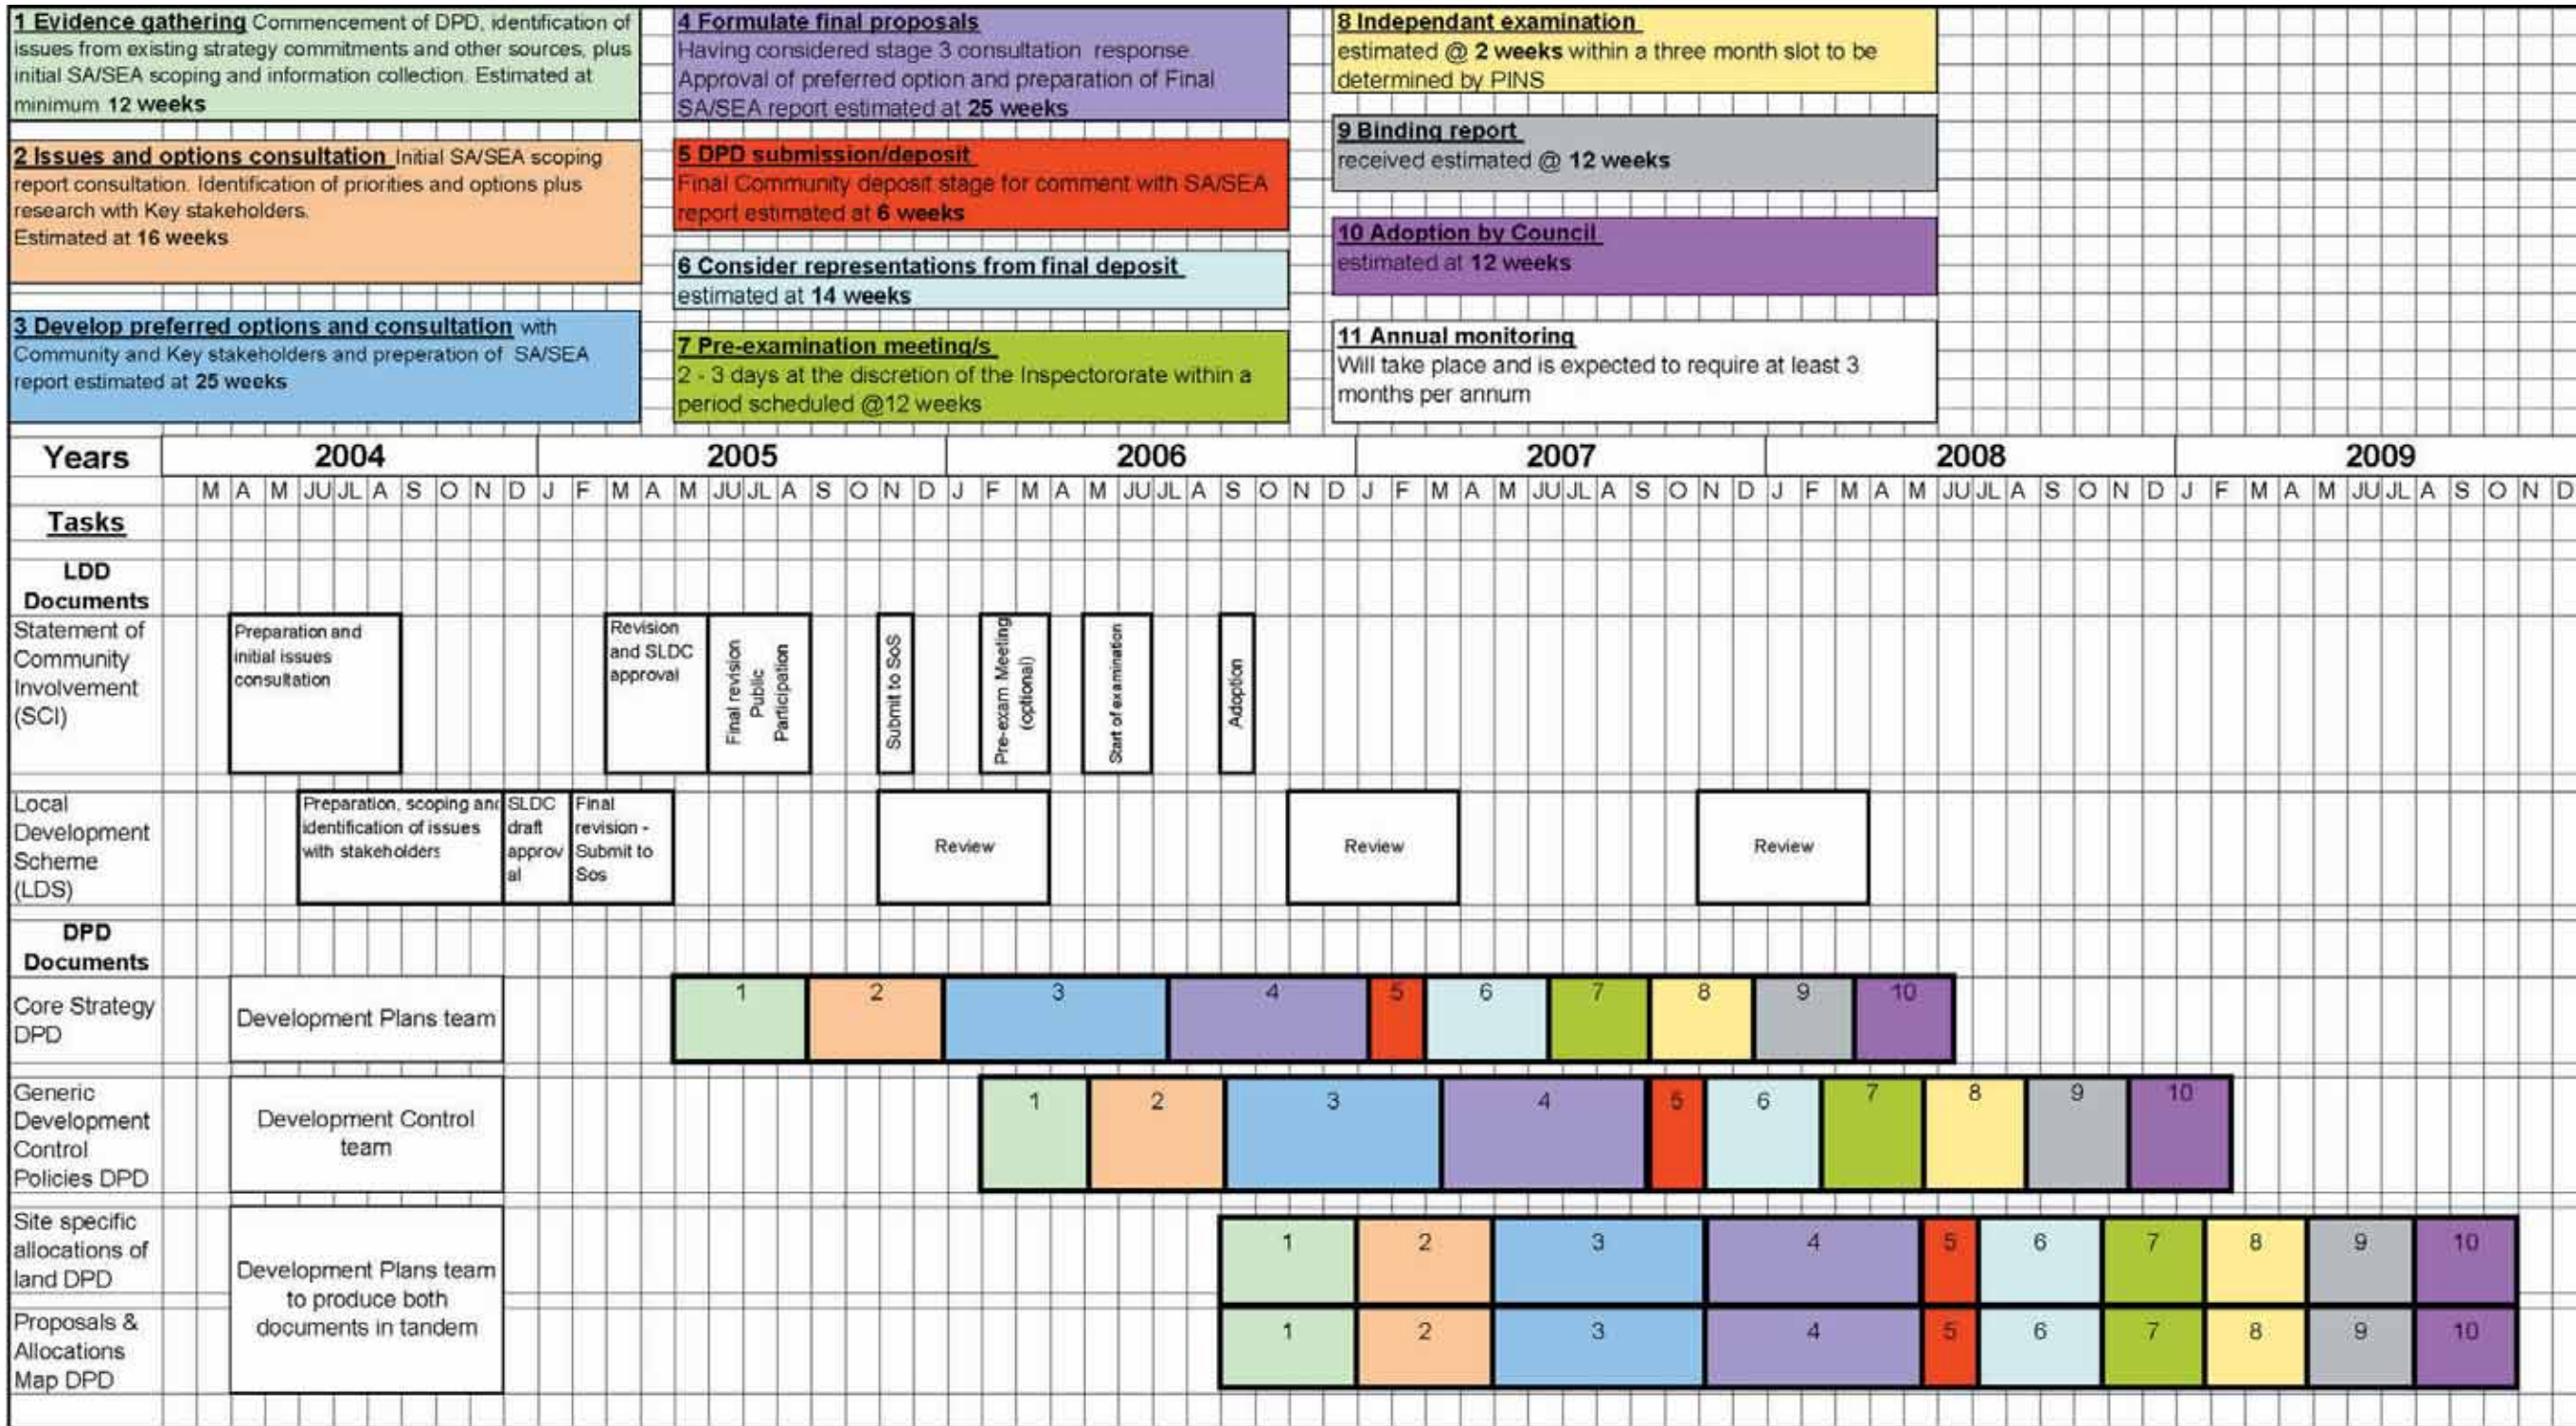 1 Evidence gathering Commencement of DPD, identification of
issues from existing strategy commitments and other sources, plus
initial SA/SEA scoping and information collection. Estimated at
minimum 12 weeks
2 Issues and options consultation Initial SA/SEA scoping
report consultation. Identification of priorities and options plus
research with Key stakeholders.
Estimated at 16 weeks
3 Develop preferred options and consultation with
Community and Key stakeholders and preperation of SA/SEA
report estimated at 25 weeks
4 Formulate final proposals
Having considered stage 3 consultation response
Approval of preferred option and preparation of Final
SA/SEA report estimated at 25 weeks
5 DPD submission/deposit
Final Community deposit stage for comment with SA/SEA
report estimated at 6 weeks
6 Consider representations from final deposit
estimated at 14 weeks
7 Pre-examination meeting/s
2 - 3 days at the discretion of the Inspectororate within a
period scheduled @12 weeks
8 Independant examination
estimated @ 2 weeks within a three month slot to be
determined by PINS
9 Binding report
received estimated @ 12 weeks
10 Adoption by Council
estimated at 12 weeks
11 Annual monitoring
Will take place and is expected to require at least 3
months per annum
Years 2004 2005 2006 2007 2008 2009
M A M JU JL A S O N D J F M A M JU JL A S O N D J F M A M JU JL A S O N D J F M A M JU JL A S O N D J F M A M JU JL A S O N D J F M A M JU JL A S O N D
Tasks
LDD
Documents
Statement of
Community
Involvement
(SCI)
Preparation and
initial issues
consultation
Revision
and SLDC
approval
Final revision
Public
Participation
Submit to SoS
Pre-exam Meeting
(optional)
Start of examination
Adoption
Local
Development
Scheme
(LDS)
Preparation, scoping and
identification of issues
with stakeholders
SLDC
draft
approv
al
Final
revision -
Submit to
Sos
Review
Review
Review
DPD
Documents
Core Strategy
DPD
Development Plans team
1 2 3 4 5 6 7 8 9 10
Generic
Development
Control
Policies DPD
Development Control
team
1 2 3 4 5 6 7 8 9 10
Site specific
allocations of
land DPD
Development Plans team
to produce both
documents in tandem
1 2 3 4 5 6 7 8 9 10
Proposals &
Allocations
Map DPD
1 2 3 4 5 6 7 8 9 10